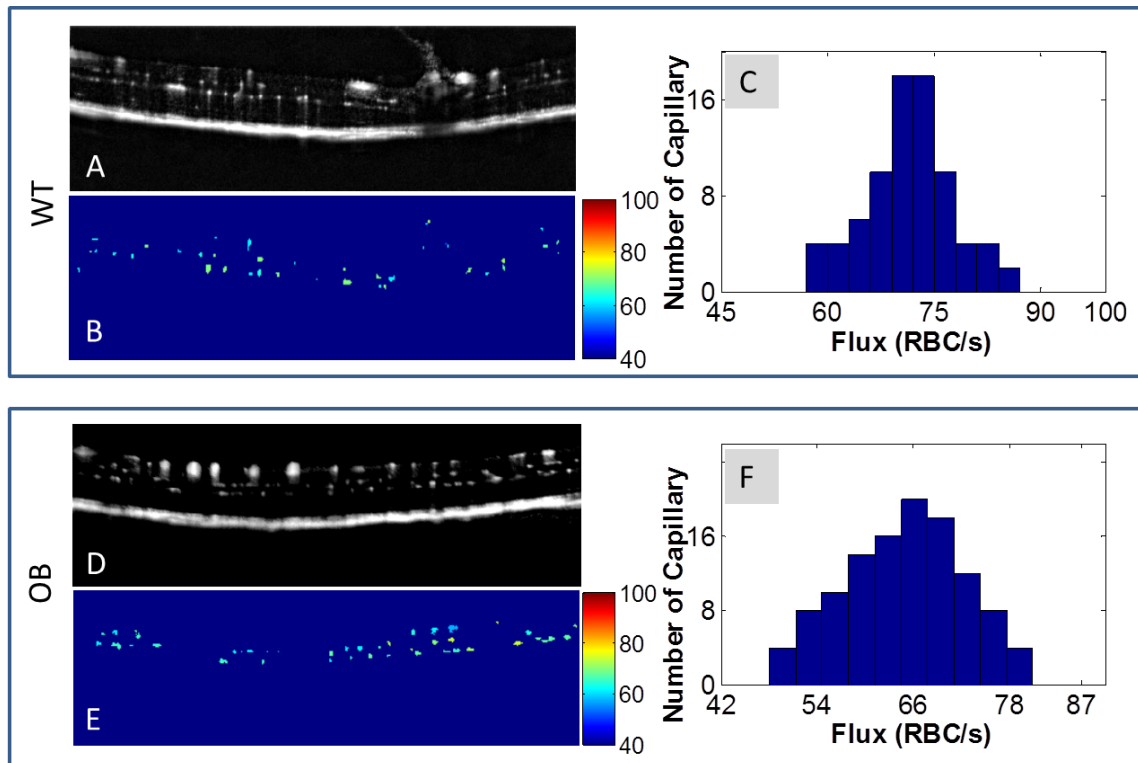 WT
A
B
100
80
60
40
C
Number of Capillary
16
8
0
45 60 75 90 100
Flux (RBC/s)
OB
D
E
100
80
60
40
F
Number of Capillary
16
8
0
42 54 66 78 87
Flux (RBC/s)